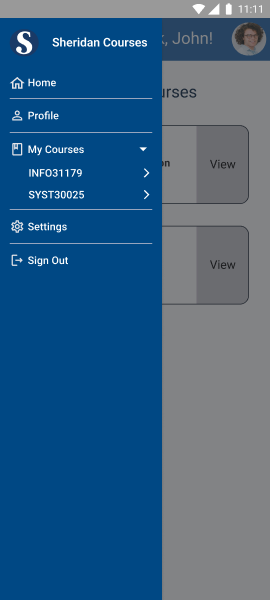 11:11
S
Sheridan Courses
k, John!
Home
Profile
My Courses
INFO31179
SYST30025
Settings
Sign Out
urses
on
View
View